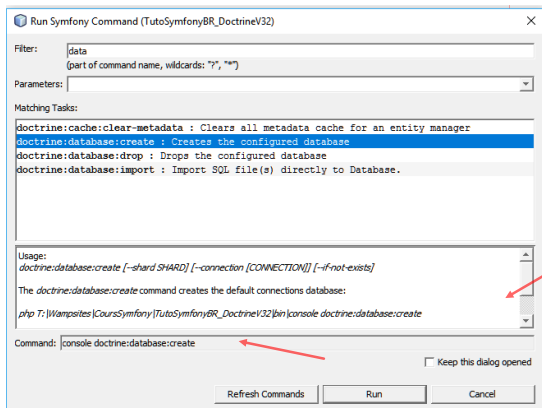 Run Symfony Command (TutoSymfonyBR_DoctrineV32)
Filter: data
(part of command name, wildcards: "?", "*")
Parameters:
Matching Tasks:
doctrine:cache:clear-metadata : Clears all metadata cache for an entity manager
doctrine:database:create : Creates the configured database
doctrine:database:drop : Drops the configured database
doctrine:database:import : Import SQL file(s) directly to Database.
Usage:
doctrine:database:create [--shard SHARD] [--connection [CONNECTION]] [--if-not-exists]
The doctrine:database:create command creates the default connections database:
php T:\Wampsites\CoursSymfony\TutoSymfonyBR_DoctrineV32\bin\console doctrine:database:create
Command: console doctrine:database:create
Keep this dialog opened
Refresh Commands Run Cancel